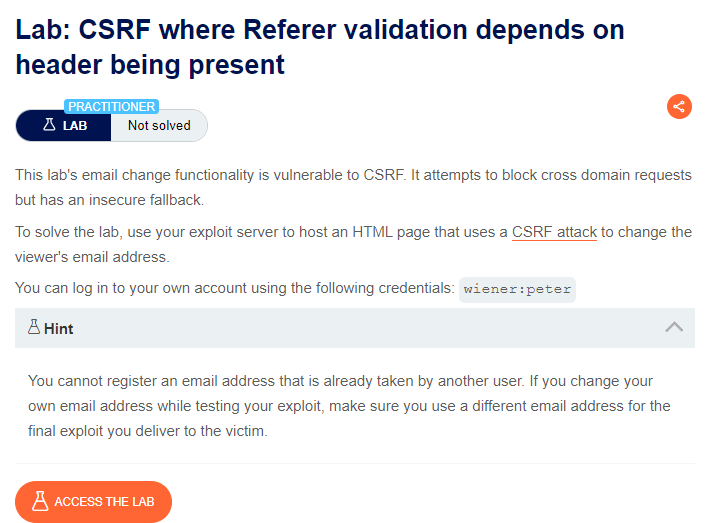 Lab: CSRF where Referer validation depends on
header being present
PRACTITIONER
LAB Not solved
This lab's email change functionality is vulnerable to CSRF. It attempts to block cross domain requests
but has an insecure fallback.
To solve the lab, use your exploit server to host an HTML page that uses a CSRF attack to change the
viewer's email address.
You can log in to your own account using the following credentials: wiener:peter
Hint
You cannot register an email address that is already taken by another user. If you change your
own email address while testing your exploit, make sure you use a different email address for the
final exploit you deliver to the victim.
ACCESS THE LAB